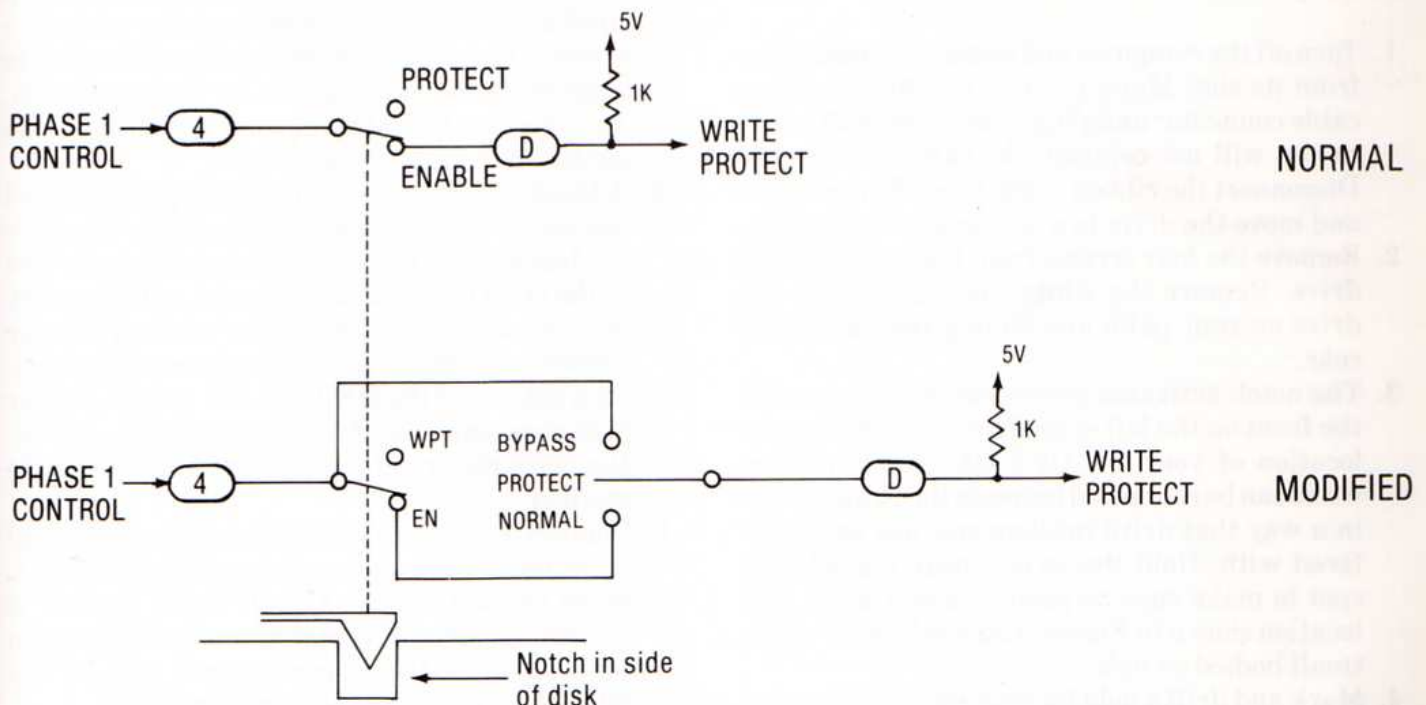 5V
1K
PROTECT
PHASE 1
CONTROL
4
ENABLE
D
WRITE
PROTECT
NORMAL
5V
1K
WPT
BYPASS
PHASE 1
CONTROL
4
PROTECT
EN
NORMAL
D
WRITE
PROTECT
MODIFIED
Notch in side
of disk